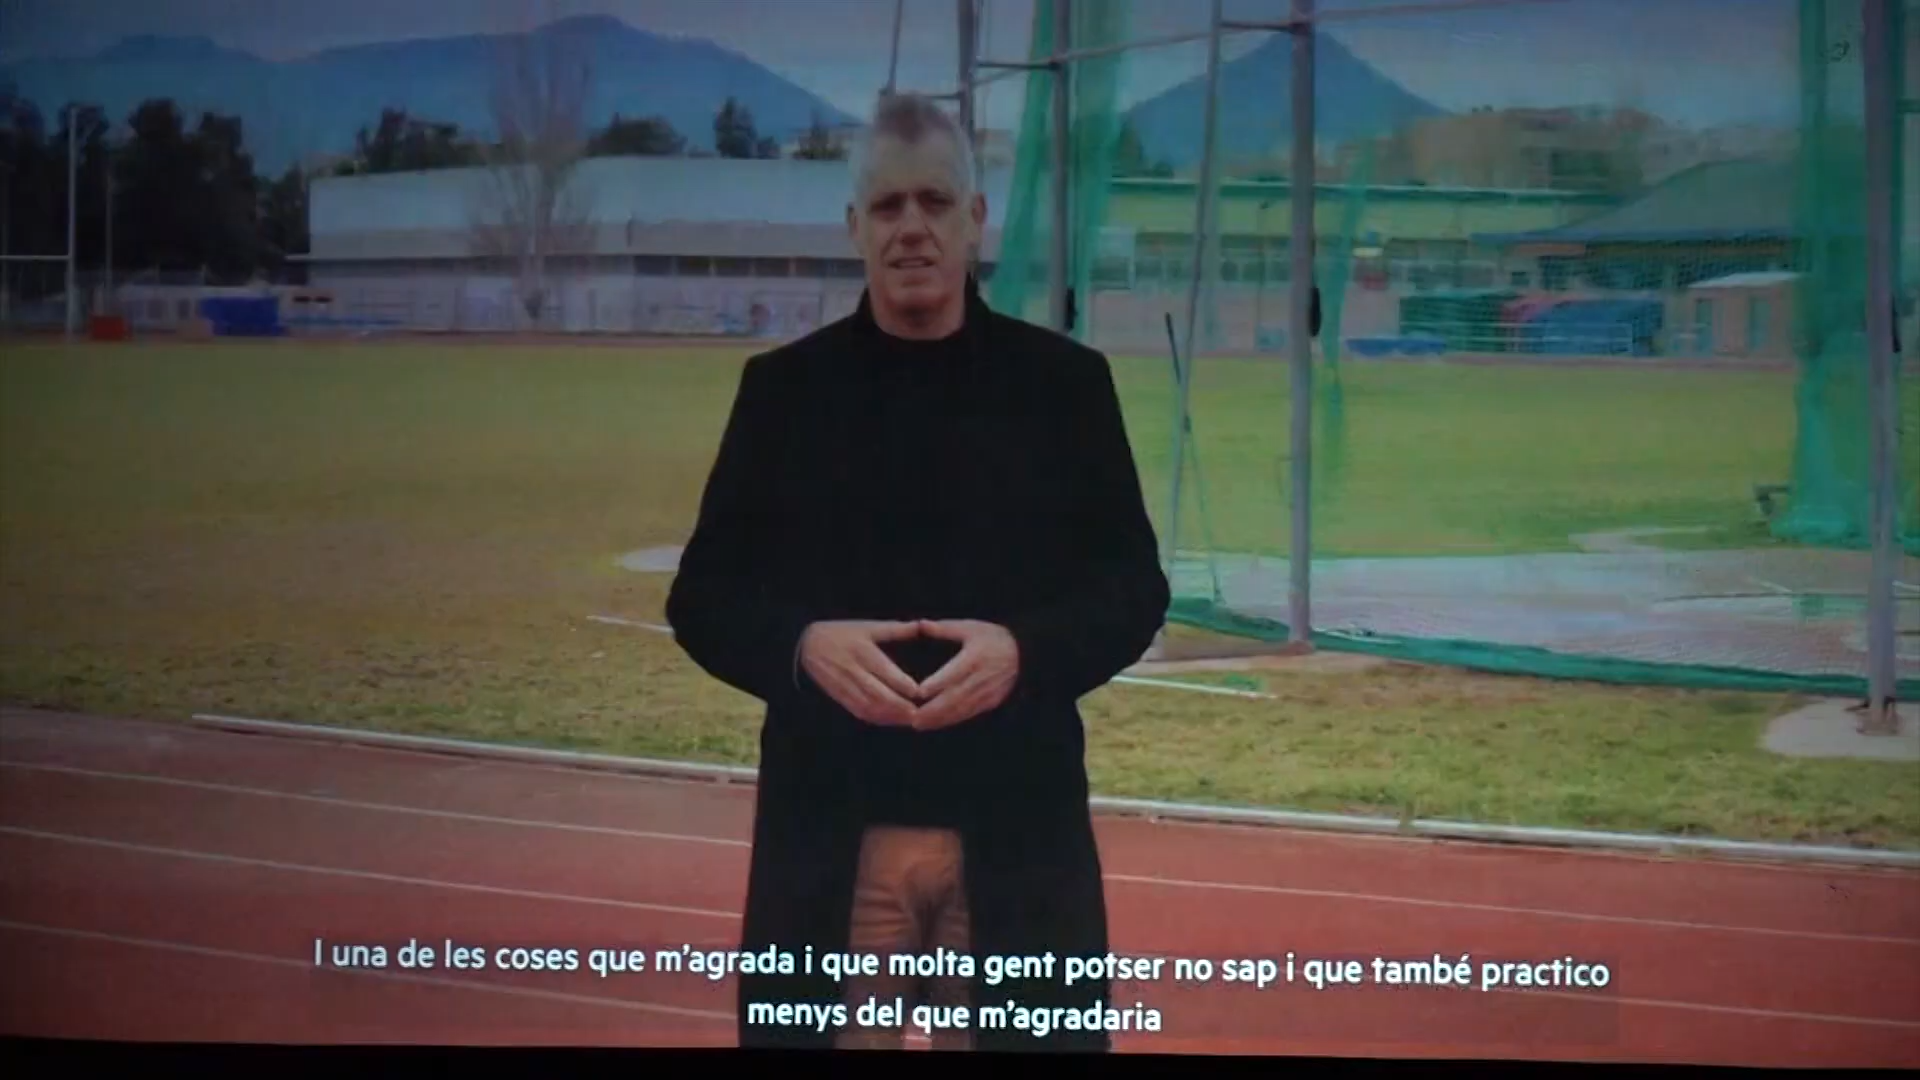 I una de les coses que m'agrada i que molta gent potser no sap i que també practico
menys del que m'agradaria